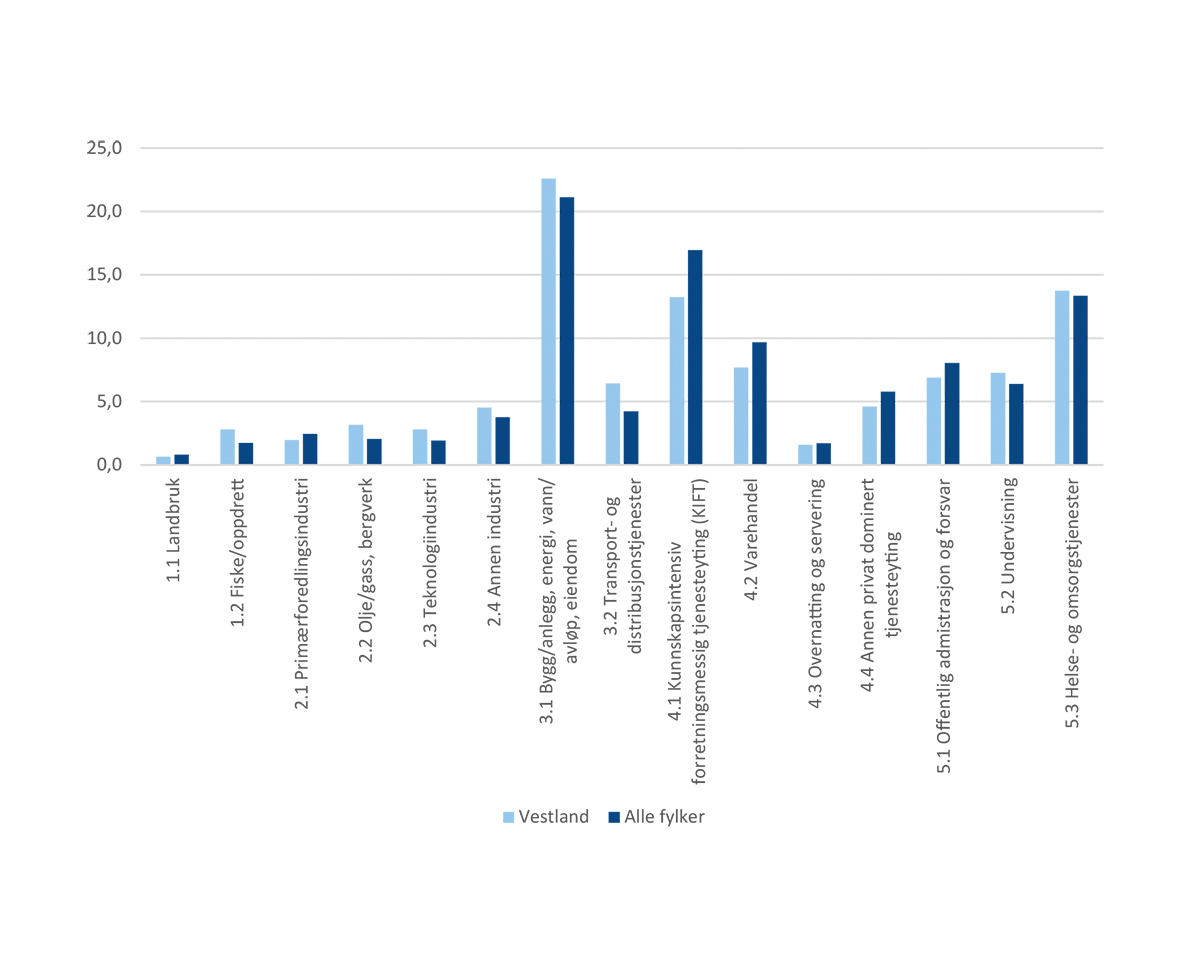 25,0
20,0
15,0
10,0
5,0
0,0
1.1 Landbruk
1.2 Fiske/oppdrett
2.1 Primærforedlingsindustri
2.2 Olje/gass, bergverk
2.3 Teknologiindustri
2.4 Annen industri
3.1 Bygg/anlegg, energi, vann/
avløp, eiendom
3.2 Transport- og
distribusjonstjenester
4.1 Kunnskapsintensiv
forretningsmessig tjenesteyting (KIFT)
4.2 Varehandel
4.3 Overnatting og servering
4.4 Annen privat dominert
tjenesteyting
5.1 Offentlig admistrasjon og forsvar
5.2 Undervisning
5.3 Helse- og omsorgstjenester
Vestland
Alle fylker